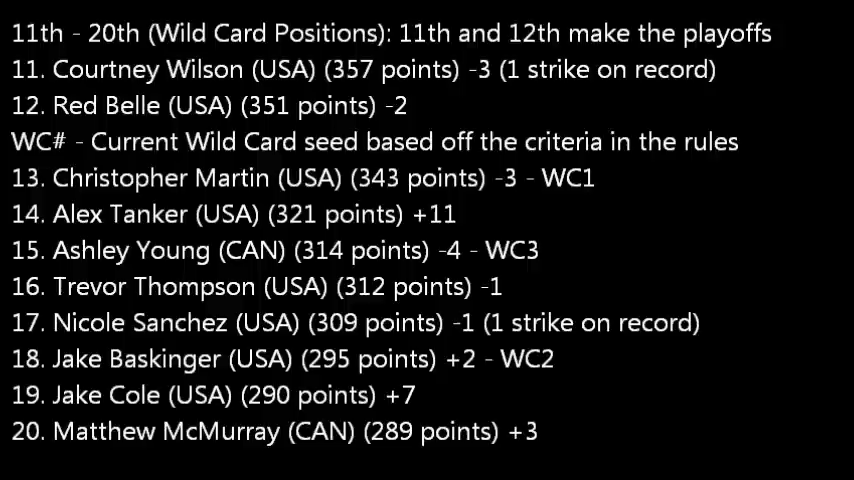 11th - 20th (Wild Card Positions): 11th and 12th make the playoffs
11. Courtney Wilson (USA) (357 points) -3 (1 strike on record)
12. Red Belle (USA) (351 points) -2
WC# - Current Wild Card seed based off the criteria in the rules
13. Christopher Martin (USA) (343 points) -3 - WC1
14. Alex Tanker (USA) (321 points) +11
15. Ashley Young (CAN) (314 points) -4 - WC3
16. Trevor Thompson (USA) (312 points) -1
17. Nicole Sanchez (USA) (309 points) -1 (1 strike on record)
18. Jake Baskinger (USA) (295 points) +2 - WC2
19. Jake Cole (USA) (290 points) +7
20. Matthew McMurray (CAN) (289 points) +3